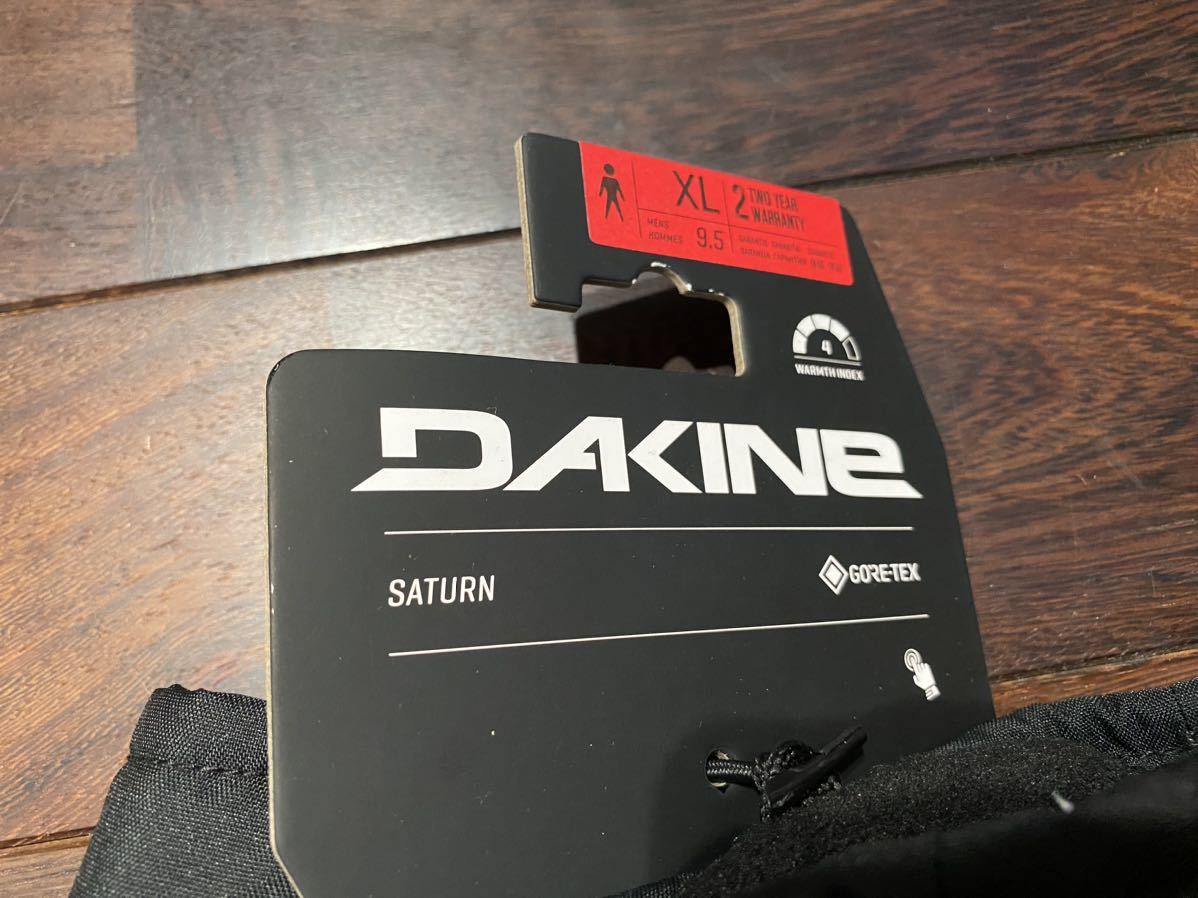 XL
2 TWO YEAR
WARRANTY
MENS
HOMMES 9.5
4
WARMTH INDEX
DAKINE
SATURN
GORE-TEX